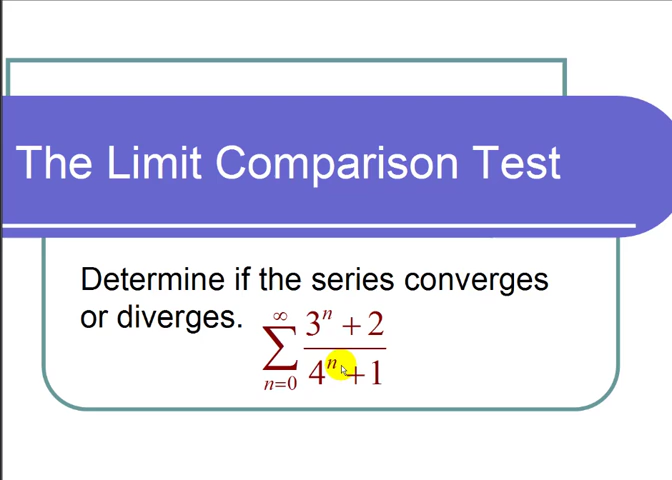 The Limit Comparison Test
Determine if the series converges
or diverges.
∞
∑ (3ⁿ + 2)/(4ⁿ + 1)
n=0